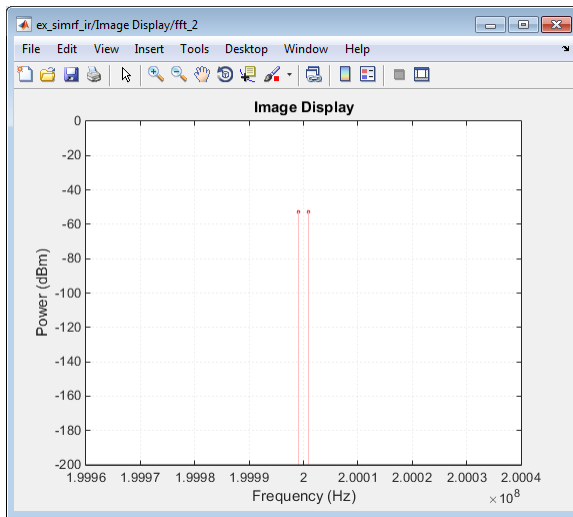 ex_simrf_ir/Image Display/fft_2
File Edit View Insert Tools Desktop Window Help
Image Display
0
-20
-40
-60
-80
-100
-120
-140
-160
-180
-200
Power (dBm)
1.9996 1.9997 1.9998 1.9999 2 2.0001 2.0002 2.0003 2.0004
Frequency (Hz)
×10⁸